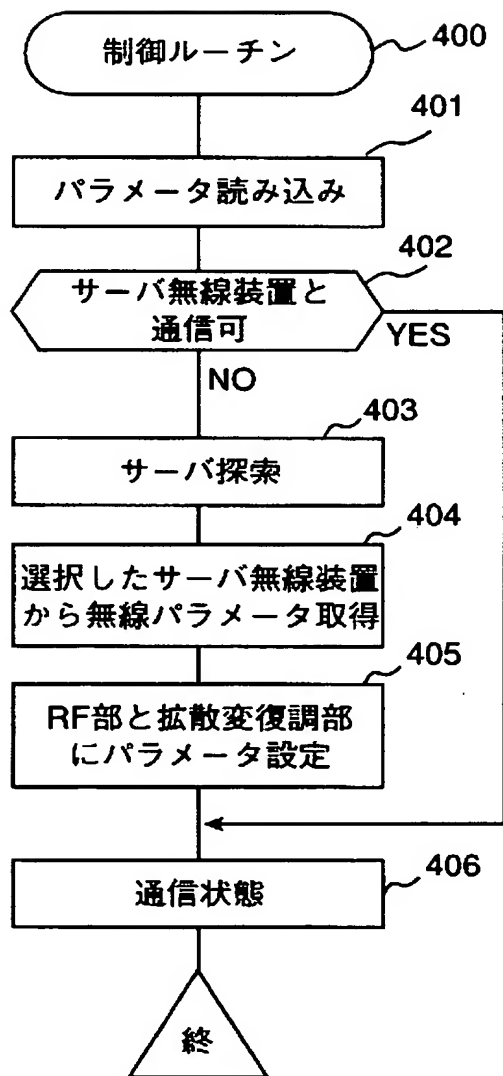 制御ルーチン
400
401
パラメータ読み込み
402
サーバ無線装置と
通信可
YES
NO
403
サーバ探索
404
選択したサーバ無線装置
から無線パラメータ取得
405
RF部と拡散変復調部
にパラメータ設定
406
通信状態
終